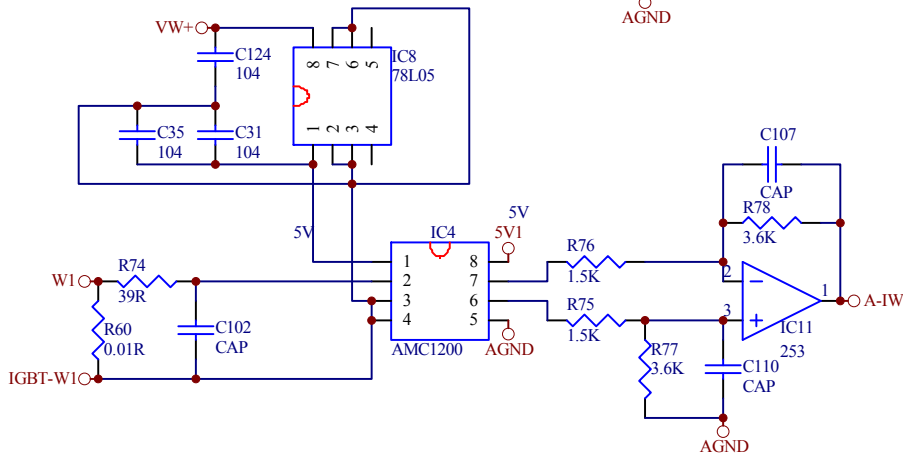 AGND
VW+
C124
104
8
7
6
5
IC8
78L05
C35
104
C31
104
1
2
3
4
C107
CAP
R78
3.6K
5V
5V
5V1
IC4
R76
1.5K
1
2
3
4
8
7
6
5
AMC1200
W1
R74
39R
R60
0.01R
C102
CAP
IGBT-W1
AGND
R75
1.5K
R77
3.6K
C110
CAP
AGND
2
3
1
IC11
253
A-IW